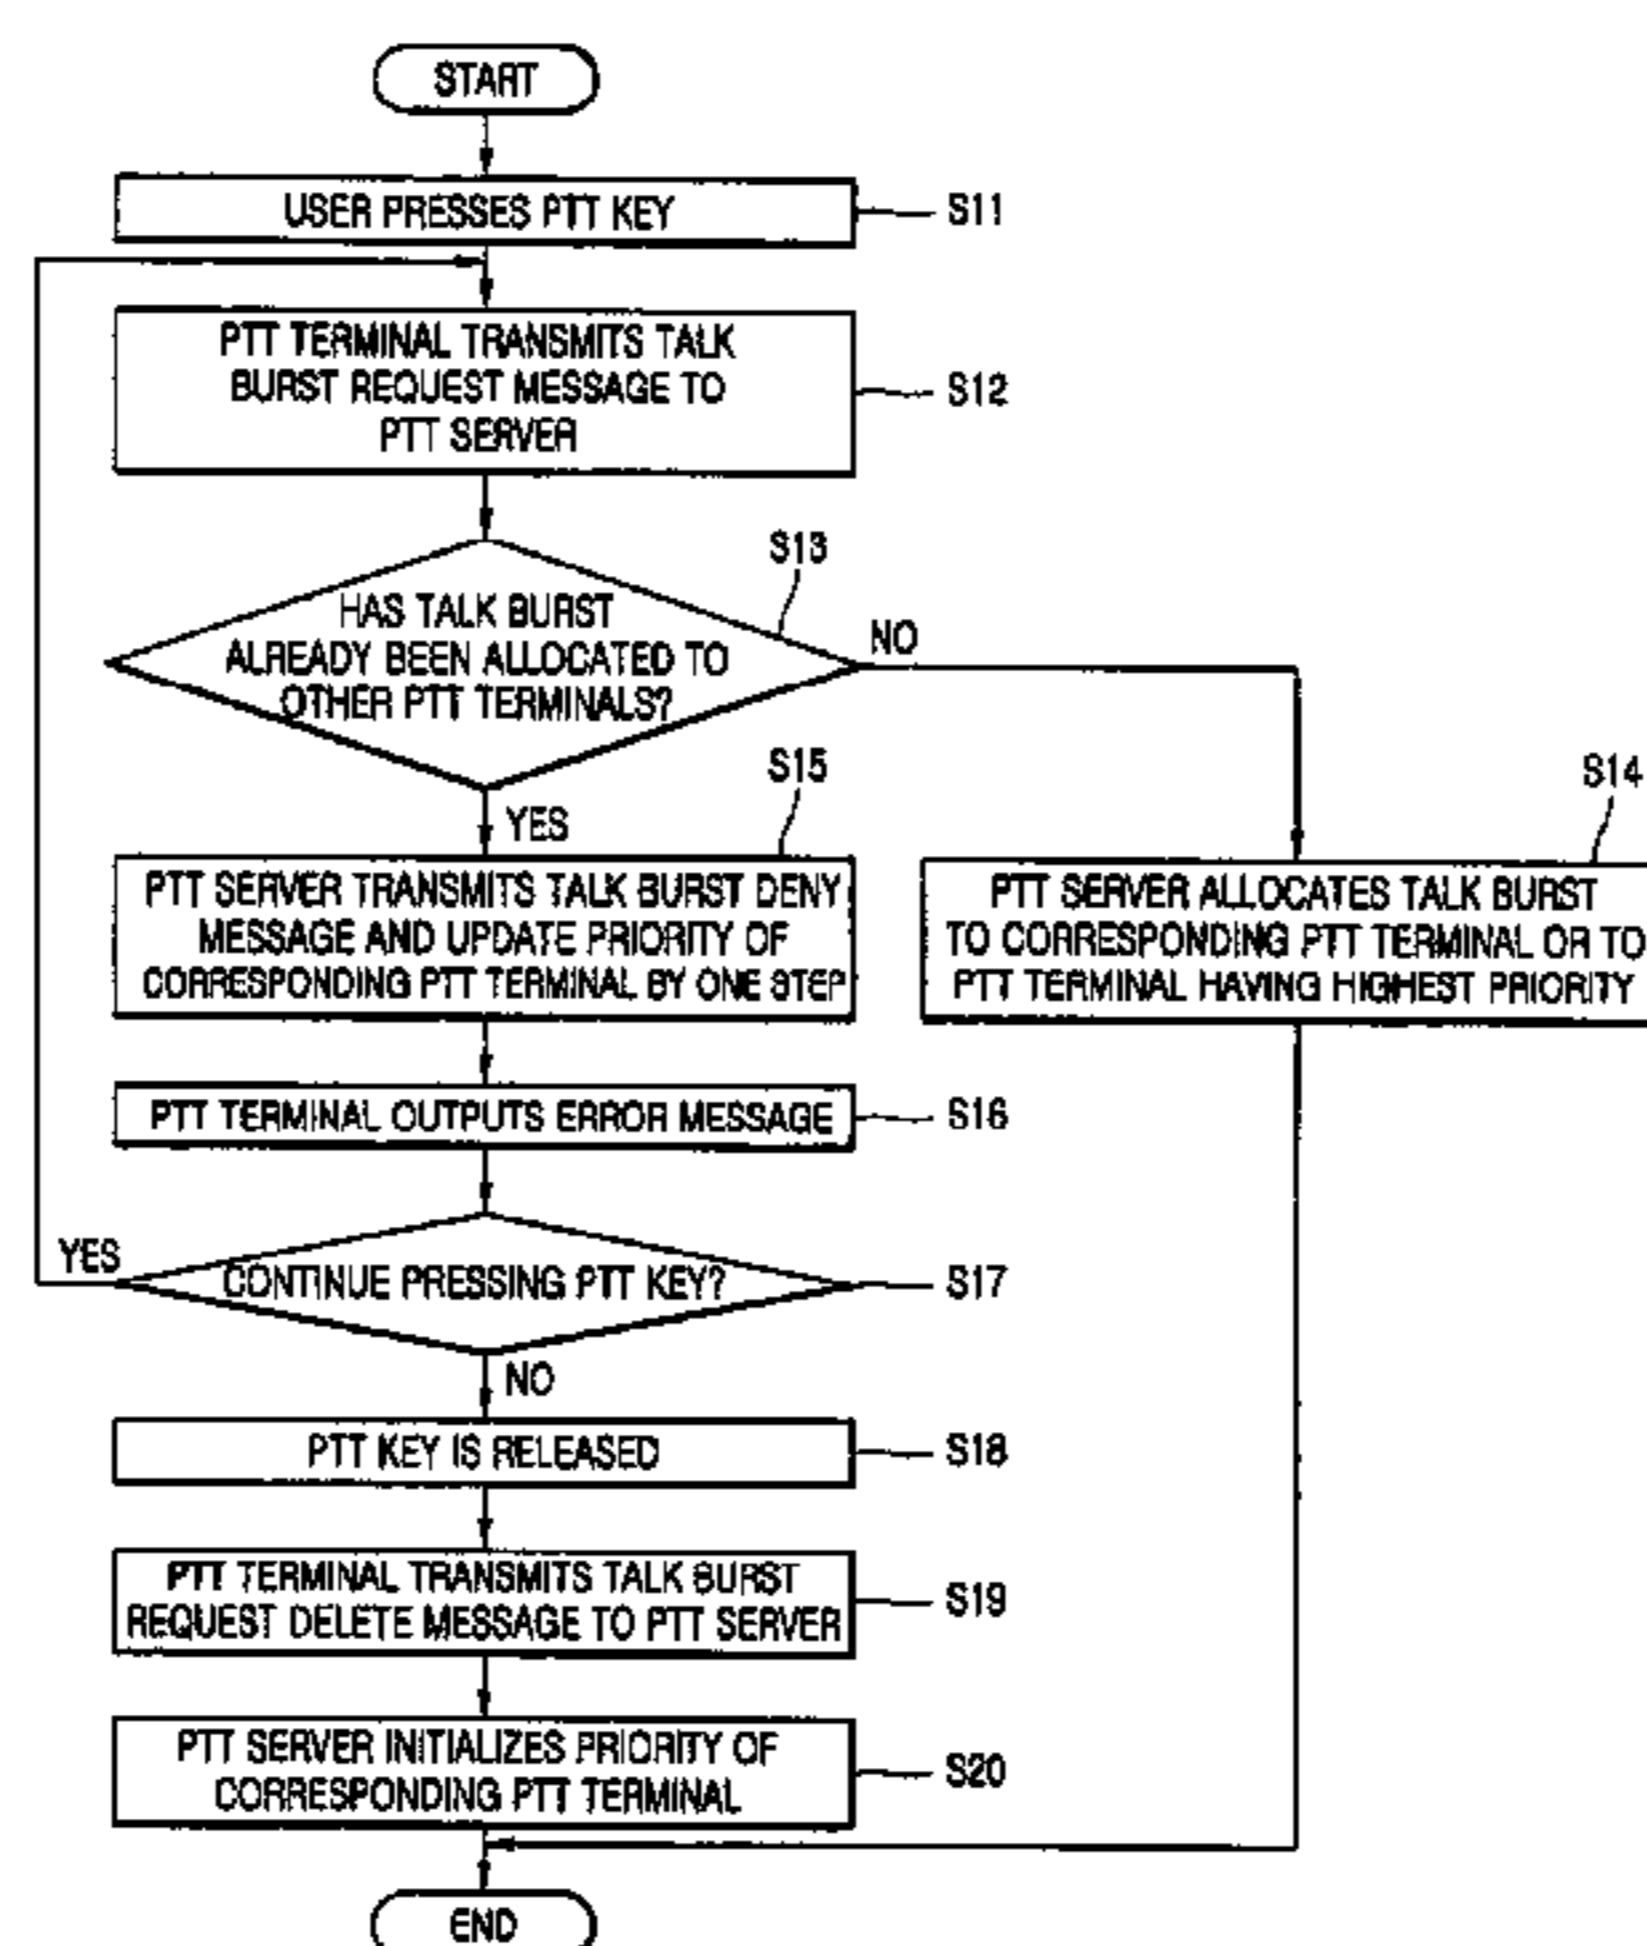 START
USER PRESSES PTT KEY
S11
PTT TERMINAL TRANSMITS TALK
BURST REQUEST MESSAGE TO
PTT SERVER
S12
S13
HAS TALK BURST
ALREADY BEEN ALLOCATED TO
OTHER PTT TERMINALS?
NO
YES
S15
PTT SERVER TRANSMITS TALK BURST DENY
MESSAGE AND UPDATE PRIORITY OF
CORRESPONDING PTT TERMINAL BY ONE STEP
S14
PTT SERVER ALLOCATES TALK BURST
TO CORRESPONDING PTT TERMINAL OR TO
PTT TERMINAL HAVING HIGHEST PRIORITY
PTT TERMINAL OUTPUTS ERROR MESSAGE
S16
YES
CONTINUE PRESSING PTT KEY?
S17
NO
PTT KEY IS RELEASED
S18
PTT TERMINAL TRANSMITS TALK BURST
REQUEST DELETE MESSAGE TO PTT SERVER
S19
PTT SERVER INITIALIZES PRIORITY OF
CORRESPONDING PTT TERMINAL
S20
END